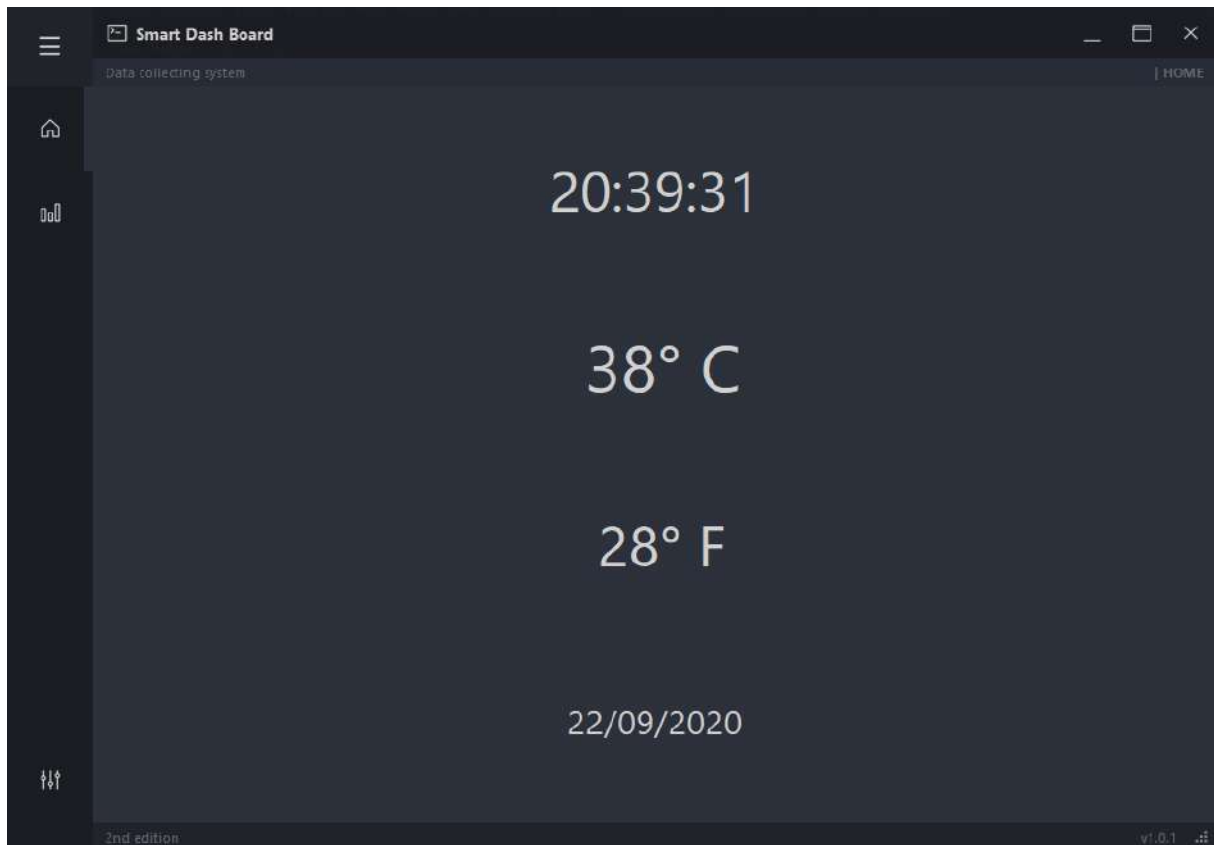 Smart Dash Board
Data collecting system | HOME
20:39:31
38° C
28° F
22/09/2020
2nd edition v1.0.1